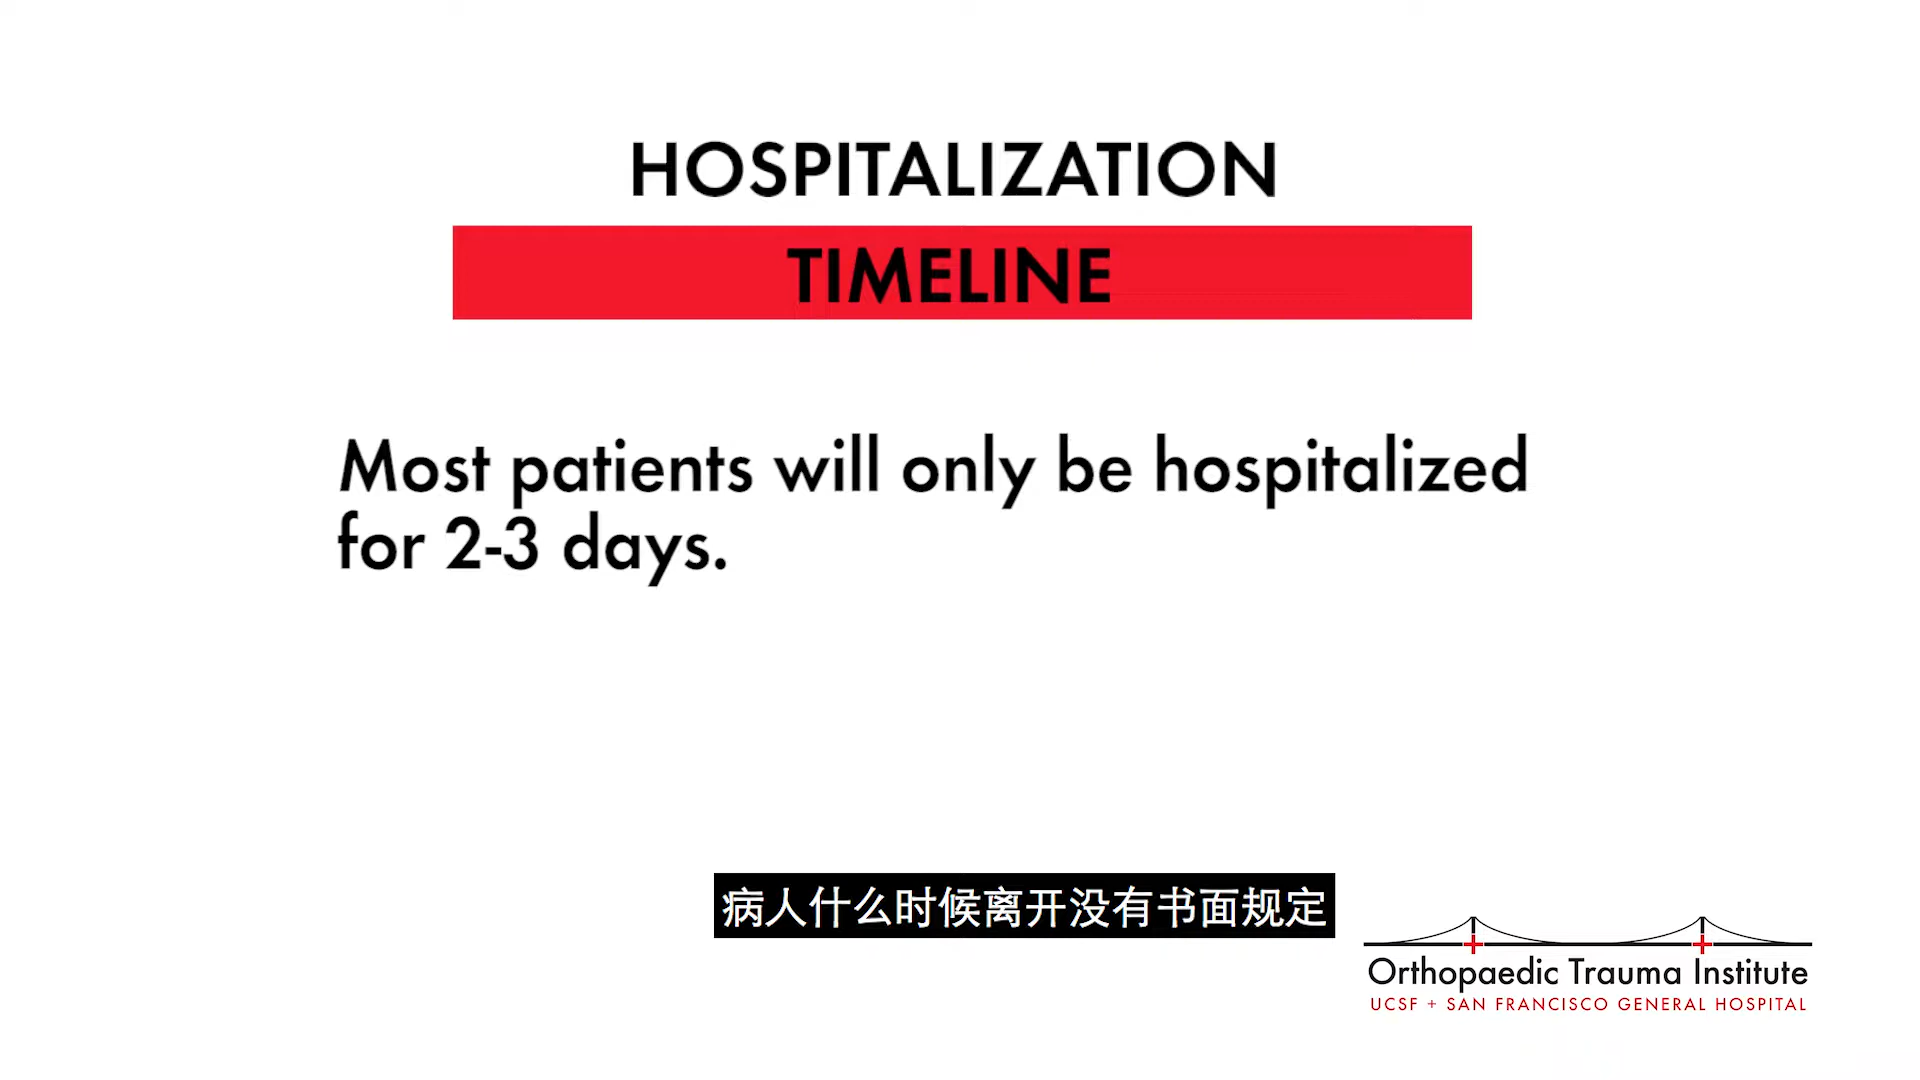 HOSPITALIZATION
TIMELINE
Most patients will only be hospitalized
for 2-3 days.
病人什么时候离开没有书面规定
Orthopaedic Trauma Institute
UCSF + SAN FRANCISCO GENERAL HOSPITAL